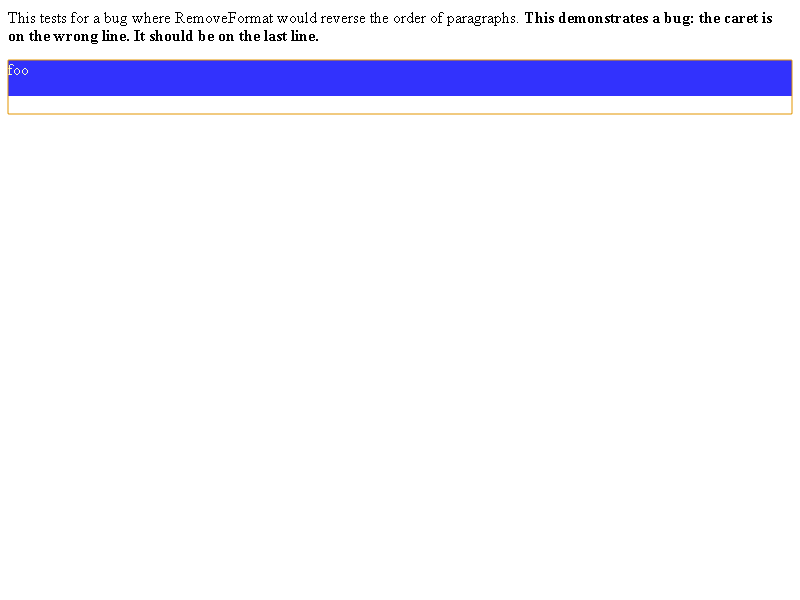 This tests for a bug where RemoveFormat would reverse the order of paragraphs. This demonstrates a bug: the caret is
on the wrong line. It should be on the last line.
foo